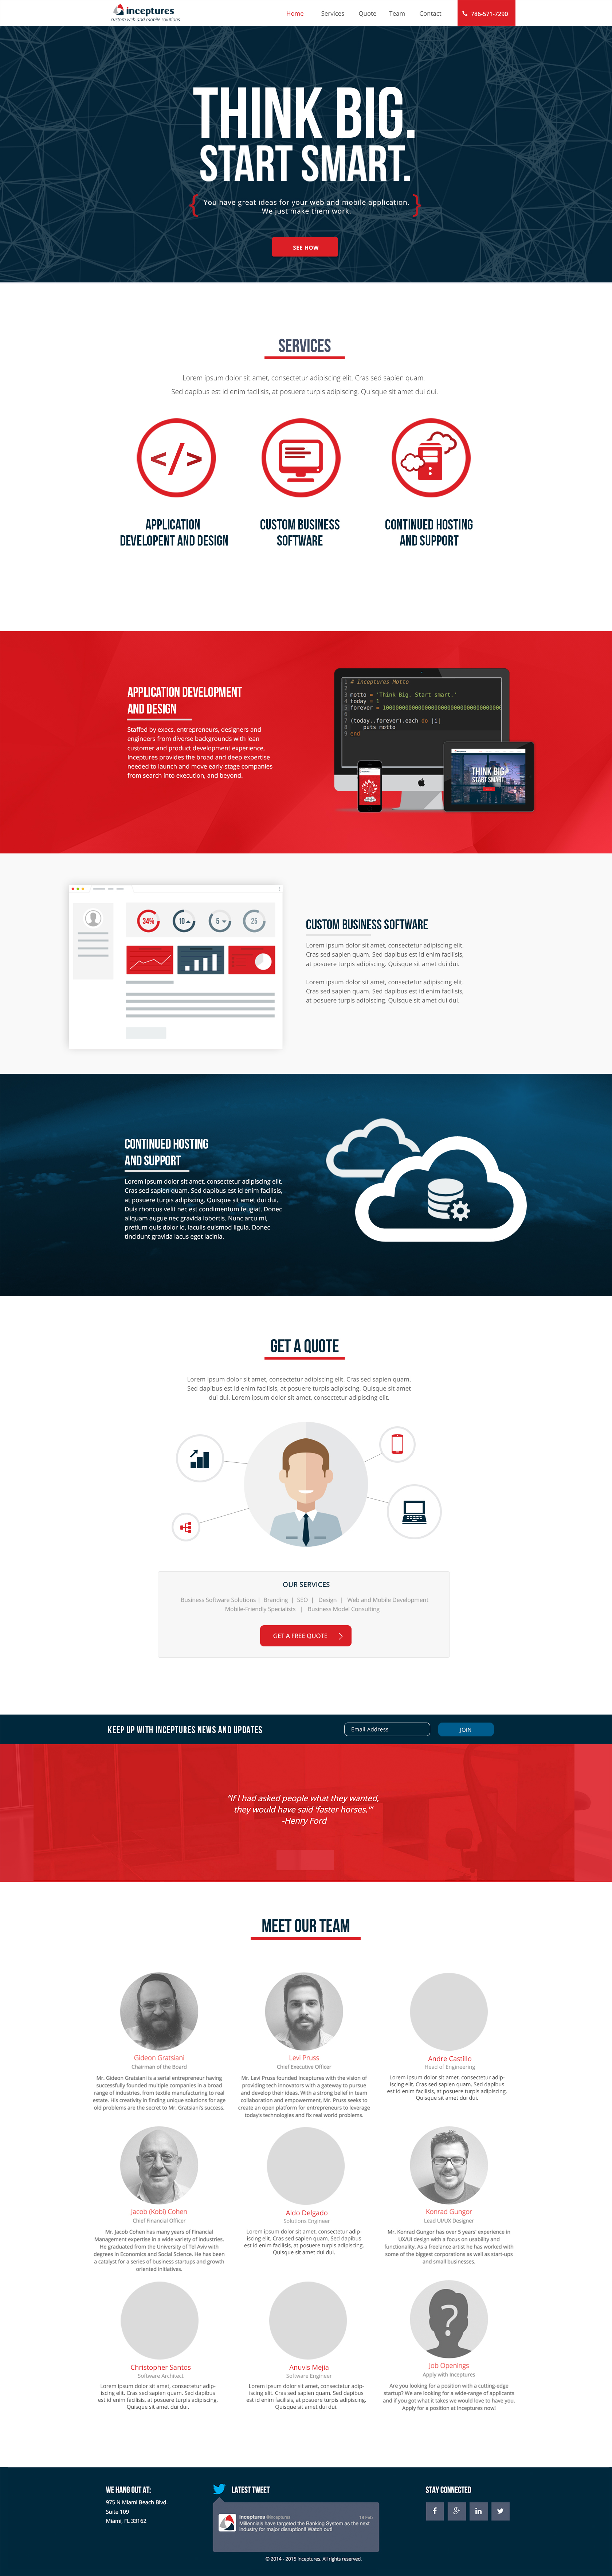 inceptures
custom web and mobile solutions
Home Services Quote Team Contact 786-571-7290
THINK BIG.
START SMART.
{ You have great ideas for your web and mobile application. }
We just make them work.
SEE HOW
SERVICES
Lorem ipsum dolor sit amet, consectetur adipiscing elit. Cras sed sapien quam.
Sed dapibus est id enim facilisis, at posuere turpis adipiscing. Quisque sit amet dui dui.
</>
APPLICATION
DEVELOPENT AND DESIGN
CUSTOM BUSINESS
SOFTWARE
CONTINUED HOSTING
AND SUPPORT
APPLICATION DEVELOPMENT
AND DESIGN
Staffed by execs, entrepreneurs, designers and
engineers from diverse backgrounds with lean
customer and product development experience,
Inceptures provides the broad and deep expertise
needed to launch and move early-stage companies
from search into execution, and beyond.
1 # Inceptures Motto
2
3 motto = 'Think Big. Start smart.'
4 today = 1
5 forever =
6
7 (today..forever).each do |i|
8 puts motto
9 end
THINK BIG.
START SMART.
34% 10 5 25
CUSTOM BUSINESS SOFTWARE
Lorem ipsum dolor sit amet, consectetur adipiscing elit.
Cras sed sapien quam. Sed dapibus est id enim facilisis,
at posuere turpis adipiscing. Quisque sit amet dui dui.
Lorem ipsum dolor sit amet, consectetur adipiscing elit.
Cras sed sapien quam. Sed dapibus est id enim facilisis,
at posuere turpis adipiscing. Quisque sit amet dui dui.
CONTINUED HOSTING
AND SUPPORT
Lorem ipsum dolor sit amet, consectetur adipiscing elit.
Cras sed sapien quam. Sed dapibus est id enim facilisis,
at posuere turpis adipiscing. Quisque sit amet dui dui.
Duis rhoncus velit nec est condimentum feugiat. Donec
aliquam augue nec gravida lobortis. Nunc arcu mi,
pretium quis dolor id, iaculis euismod ligula. Donec
tincidunt gravida lacus eget lacinia.
GET A QUOTE
Lorem ipsum dolor sit amet, consectetur adipiscing elit. Cras sed sapien quam.
Sed dapibus est id enim facilisis, at posuere turpis adipiscing. Quisque sit amet
dui dui. Lorem ipsum dolor sit amet, consectetur adipiscing elit.
OUR SERVICES
Business Software Solutions | Branding | SEO | Design | Web and Mobile Development
Mobile-Friendly Specialists | Business Model Consulting
GET A FREE QUOTE >
KEEP UP WITH INCEPTURES NEWS AND UPDATES
Email Address
JOIN
"If I had asked people what they wanted,
they would have said 'faster horses.'"
-Henry Ford
MEET OUR TEAM
Gideon Gratsiani
Chairman of the Board
Mr. Gideon Gratsiani is a serial entrepreneur having
successfully founded multiple companies in a broad
range of industries, from textile manufacturing to real
estate. His creativity in finding unique solutions for age
old problems are the secret to Mr. Gratsiani's success.
Levi Pruss
Chief Executive Officer
Mr. Levi Pruss founded Inceptures with the vision of
providing tech innovators with a gateway to pursue
and develop their ideas. With a strong belief in team
collaboration and empowerment, Mr. Pruss seeks to
create an open platform for entrepreneurs to leverage
today's technologies and fix real world problems.
Andre Castillo
Head of Engineering
Lorem ipsum dolor sit amet, consectetur adip-
iscing elit. Cras sed sapien quam. Sed dapibus
est id enim facilisis, at posuere turpis adipiscing.
Quisque sit amet dui dui.
Jacob (Kobi) Cohen
Chief Financial Officer
Mr. Jacob Cohen has many years of Financial
Management expertise in a wide variety of industries.
He graduated from the University of Tel Aviv with
degrees in Economics and Social Science. He has been
a catalyst for a series of business startups and growth
oriented initiatives.
Aldo Delgado
Solutions Engineer
Lorem ipsum dolor sit amet, consectetur adip-
iscing elit. Cras sed sapien quam. Sed dapibus
est id enim facilisis, at posuere turpis adipiscing.
Quisque sit amet dui dui.
Konrad Gungor
Lead UI/UX Designer
Mr. Konrad Gungor has over 5 years' experience in
UX/UI design with a focus on usability and
functionality. As a freelance artist he has worked with
some of the biggest corporations as well as start-ups
and small businesses.
Christopher Santos
Software Architect
Lorem ipsum dolor sit amet, consectetur adip-
iscing elit. Cras sed sapien quam. Sed dapibus
est id enim facilisis, at posuere turpis adipiscing.
Quisque sit amet dui dui.
Anuvis Mejia
Software Engineer
Lorem ipsum dolor sit amet, consectetur adip-
iscing elit. Cras sed sapien quam. Sed dapibus
est id enim facilisis, at posuere turpis adipiscing.
Quisque sit amet dui dui.
?
Job Openings
Apply with Inceptures
Are you looking for a position with a cutting-edge
startup? We are looking for a wide-range of applicants
and if you got what it takes we would love to have you.
Apply for a position at Inceptures now!
WE HANG OUT AT:
975 N Miami Beach Blvd.
Suite 109
Miami, FL 33162
LATEST TWEET
Inceptures @inceptures 18 Feb
Millennials have targeted the Banking System as the next
industry for major disruption!! Watch out!
STAY CONNECTED
f g+ in
© 2014 - 2015 Inceptures. All rights reserved.